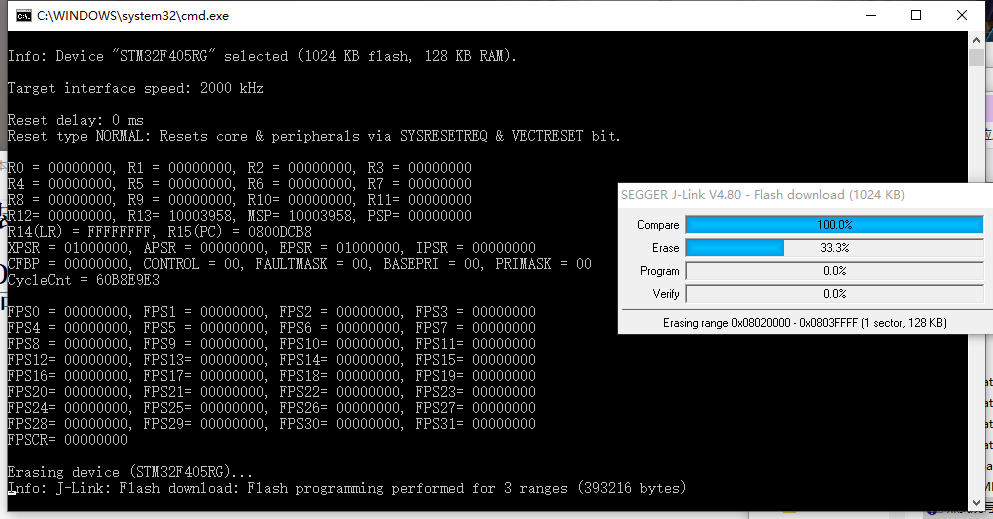 C:\WINDOWS\system32\cmd.exe
Info: Device "STM32F405RG" selected (1024 KB flash, 128 KB RAM).
Target interface speed: 2000 kHz
Reset delay: 0 ms
Reset type NORMAL: Resets core & peripherals via SYSRESETREQ & VECTRESET bit.
R0 = 00000000, R1 = 00000000, R2 = 00000000, R3 = 00000000
R4 = 00000000, R5 = 00000000, R6 = 00000000, R7 = 00000000
R8 = 00000000, R9 = 00000000, R10= 00000000, R11= 00000000
R12= 00000000, R13= 10003958, MSP= 10003958, PSP= 00000000
R14(LR) = FFFFFFFF, R15(PC) = 0800DCB8
XPSR = 01000000, APSR = 00000000, EPSR = 01000000, IPSR = 00000000
CFBP = 00000000, CONTROL = 00, FAULTMASK = 00, BASEPRI = 00, PRIMASK = 00
CycleCnt = 60B8E9E3
FPS0 = 00000000, FPS1 = 00000000, FPS2 = 00000000, FPS3 = 00000000
FPS4 = 00000000, FPS5 = 00000000, FPS6 = 00000000, FPS7 = 00000000
FPS8 = 00000000, FPS9 = 00000000, FPS10= 00000000, FPS11= 00000000
FPS12= 00000000, FPS13= 00000000, FPS14= 00000000, FPS15= 00000000
FPS16= 00000000, FPS17= 00000000, FPS18= 00000000, FPS19= 00000000
FPS20= 00000000, FPS21= 00000000, FPS22= 00000000, FPS23= 00000000
FPS24= 00000000, FPS25= 00000000, FPS26= 00000000, FPS27= 00000000
FPS28= 00000000, FPS29= 00000000, FPS30= 00000000, FPS31= 00000000
FPSCR= 00000000
Erasing device (STM32F405RG)...
Info: J-Link: Flash download: Flash programming performed for 3 ranges (393216 bytes)
SEGGER J-Link V4.80 - Flash download (1024 KB)
Compare 100.0%
Erase 33.3%
Program 0.0%
Verify 0.0%
Erasing range 0x08020000 - 0x0803FFFF (1 sector, 128 KB)